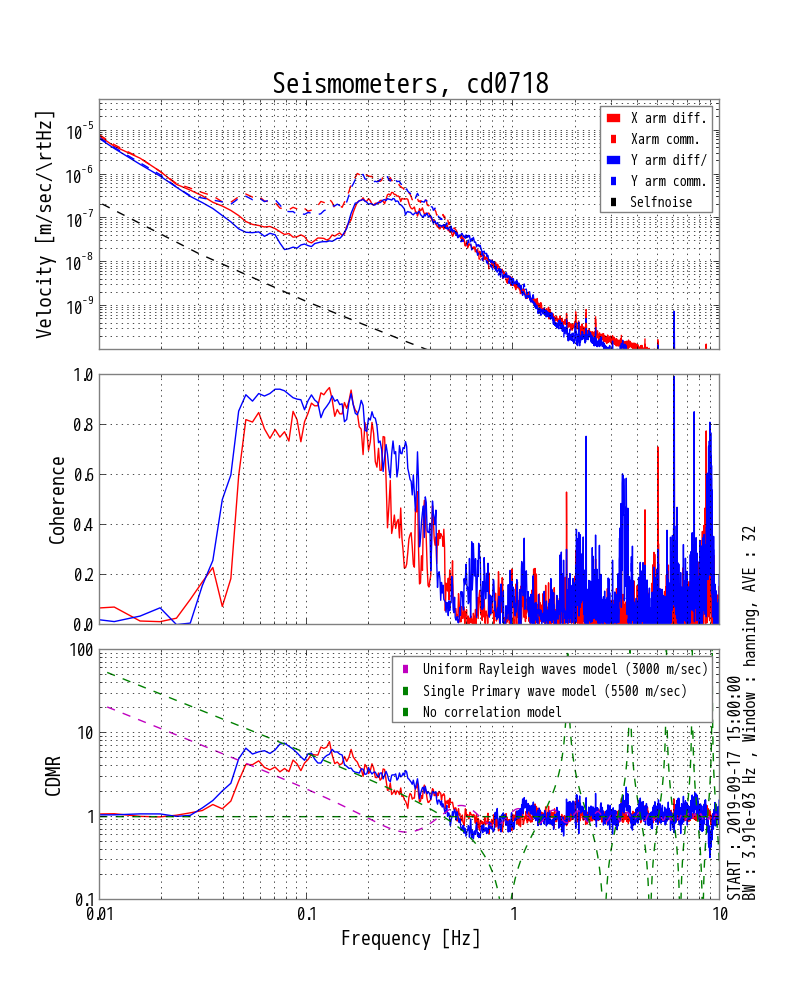 Seismometers, cd0718
Velocity [m/sec/\rtHz]
10-5
10-6
10-7
10-8
10-9
X arm diff.
Xarm comm.
Y arm diff/
Y arm comm.
Selfnoise
Coherence
1.0
0.8
0.6
0.4
0.2
0.0
CDMR
100
10
1
0.1
Uniform Rayleigh waves model (3000 m/sec)
Single Primary wave model (5500 m/sec)
No correlation model
0.01
0.1
1
10
Frequency [Hz]
START : 2019-09-17 15:00:00
BW : 3.91e-03 Hz , Window : hanning, AVE : 32